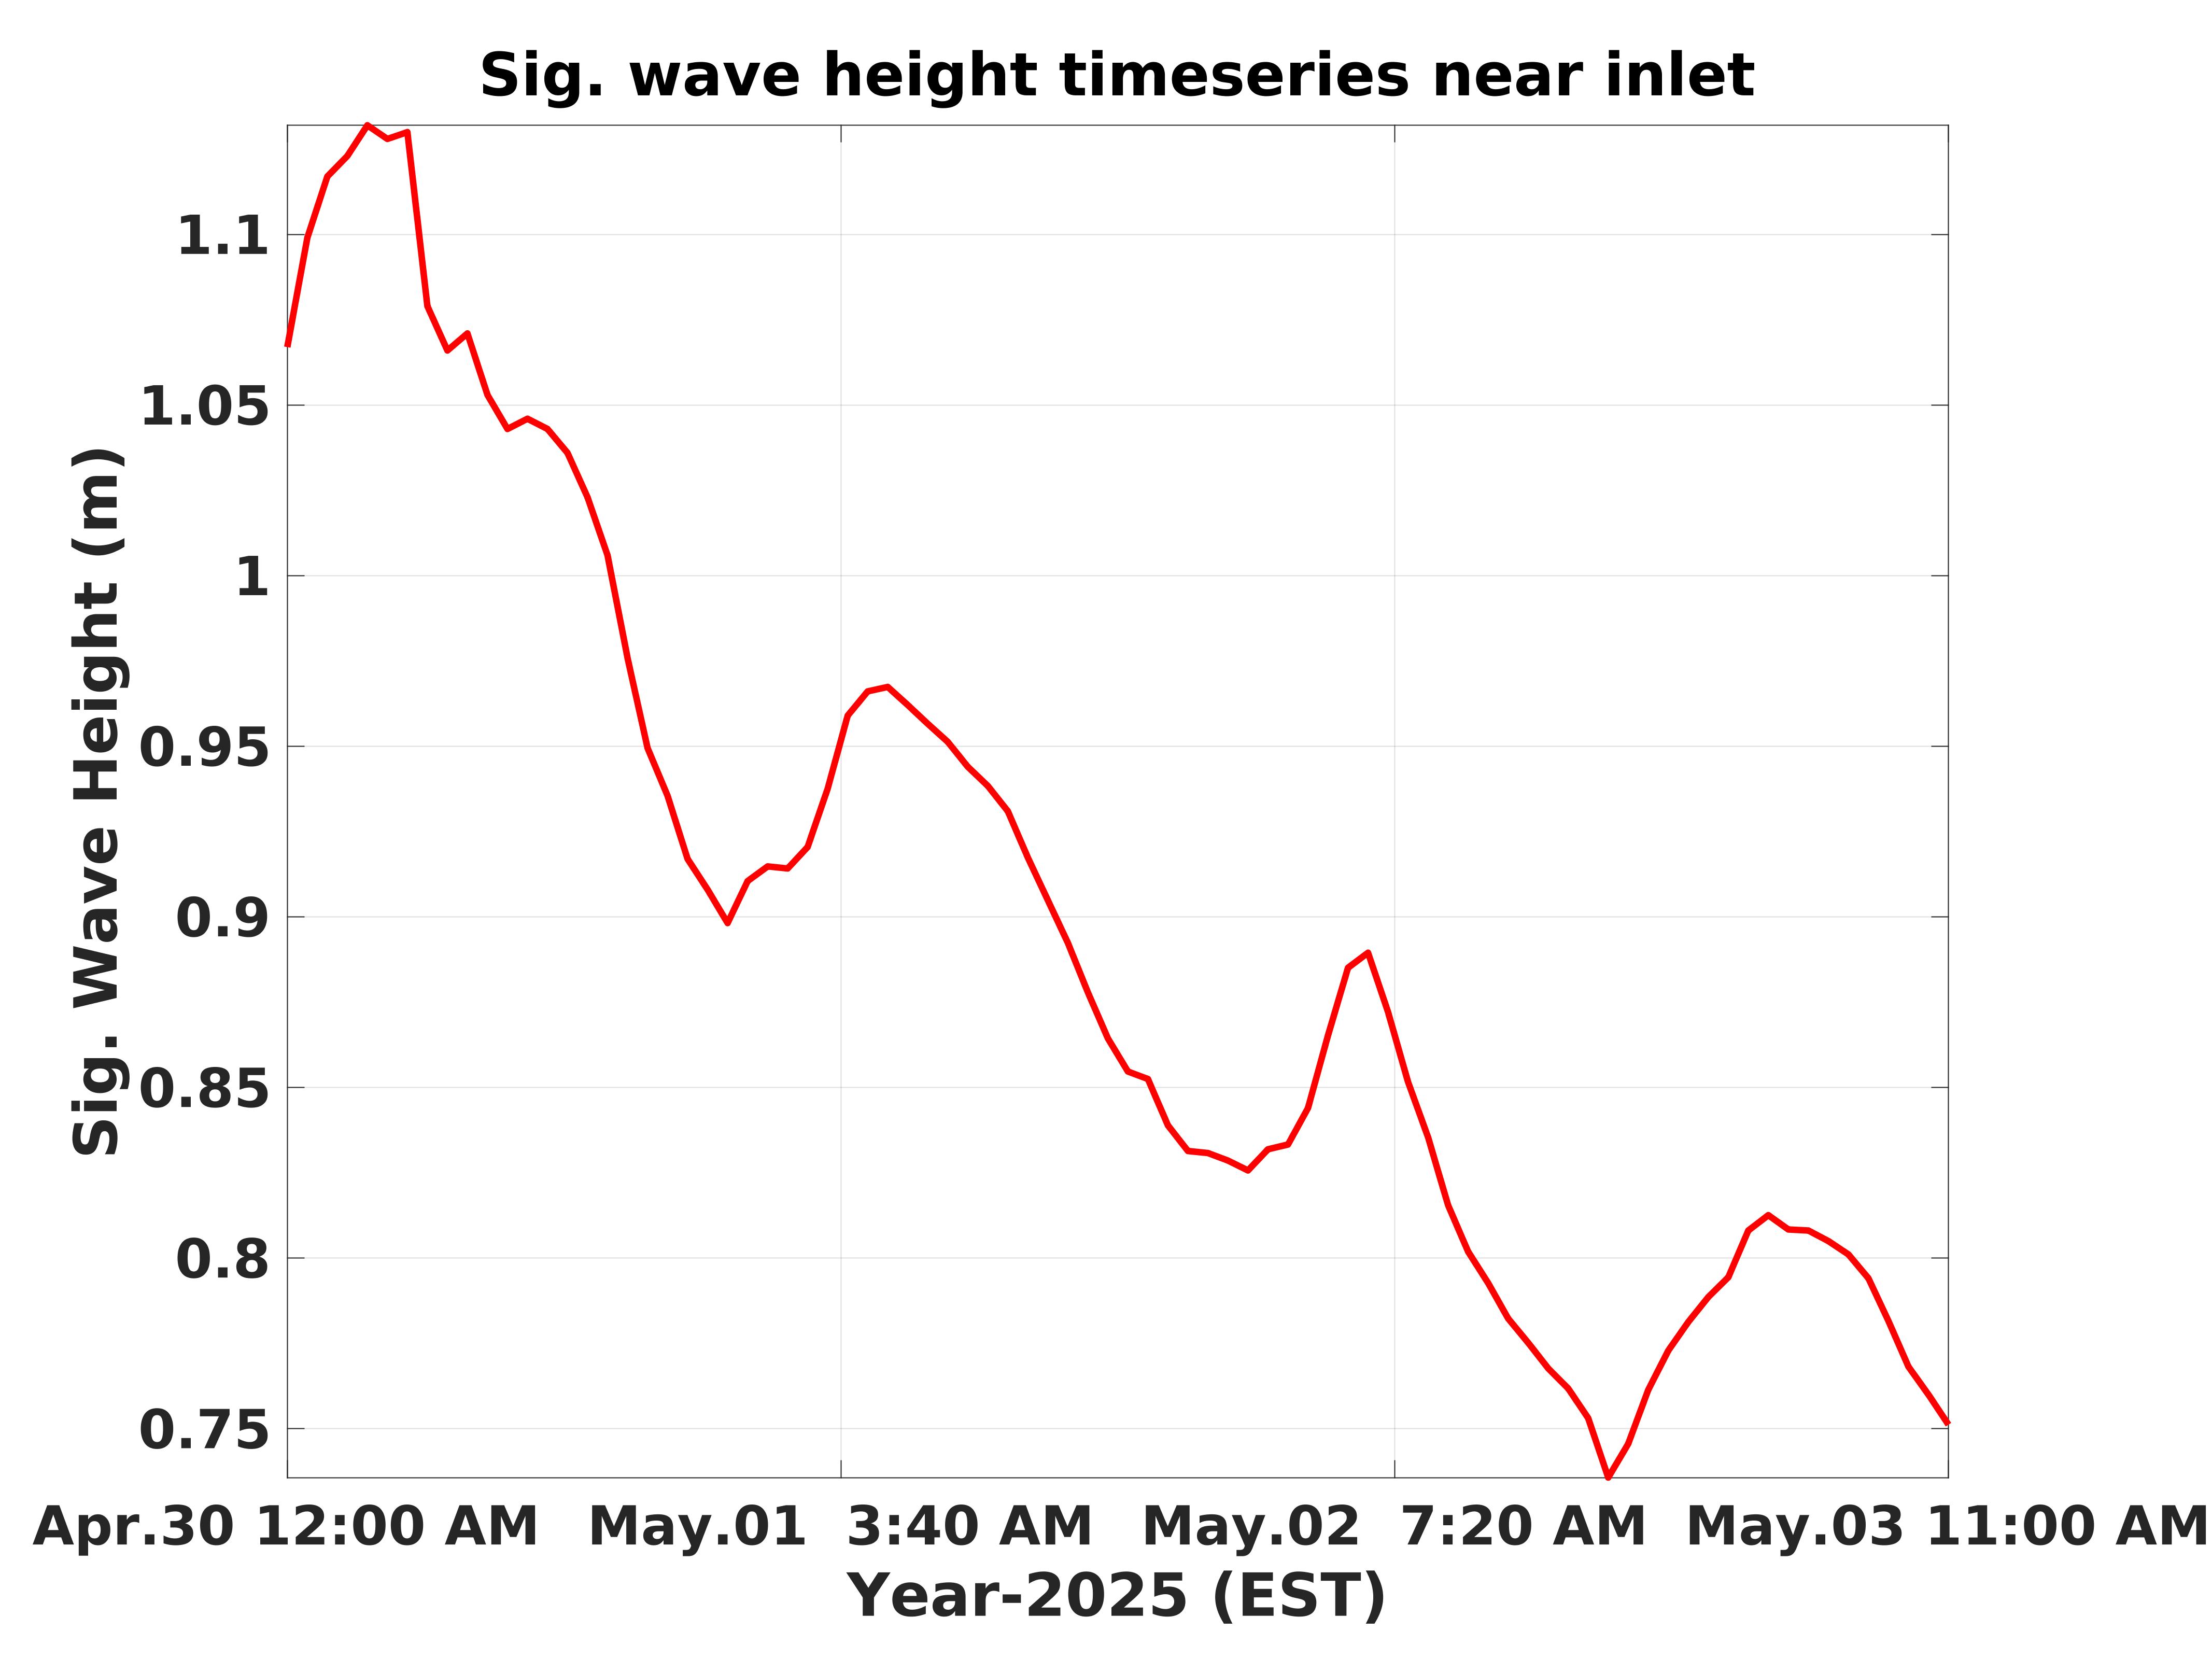 Sig. wave height timeseries near inlet
Sig. Wave Height (m)
1.1
1.05
1
0.95
0.9
0.85
0.8
0.75
Apr.30 12:00 AM May.01 3:40 AM May.02 7:20 AM May.03 11:00 AM
Year-2025 (EST)